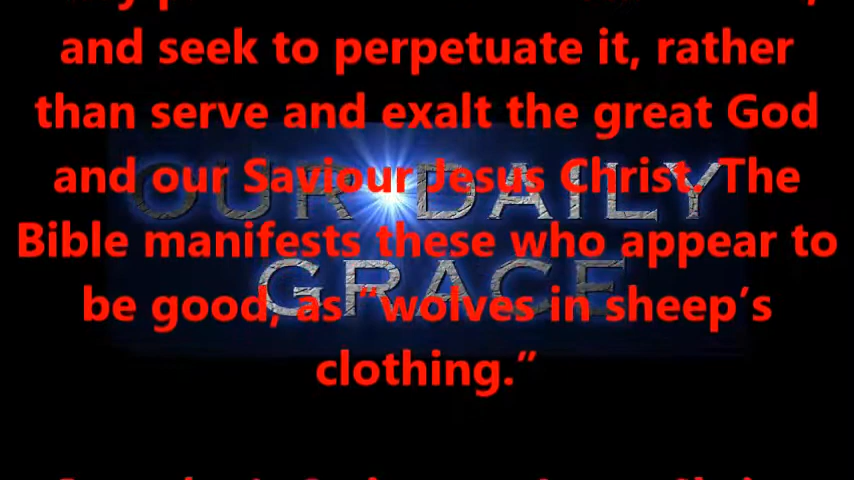 and seek to perpetuate it, rather
than serve and exalt the great God
and our Saviour Jesus Christ. The
OUR DAILY
Bible manifests these who appear to
GRACE
be good, as “wolves in sheep’s
clothing.”